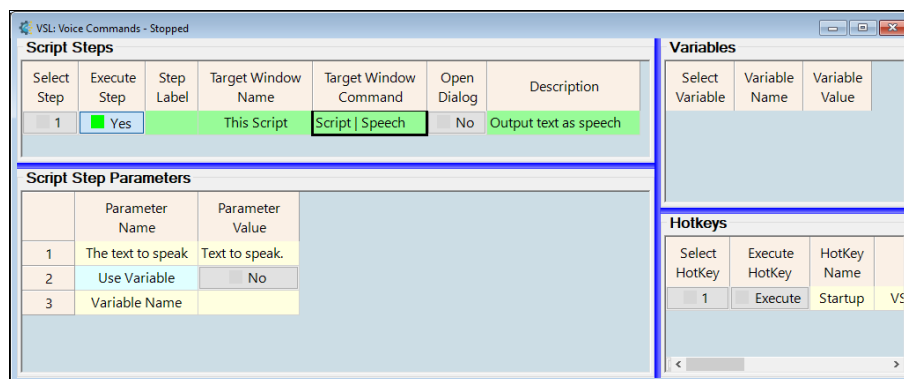 VSL: Voice Commands - Stopped
Script Steps
Select Step Execute Step Step Label Target Window Name Target Window Command Open Dialog Description
1 Yes This Script Script | Speech No Output text as speech
Script Step Parameters
Parameter Name Parameter Value
1 The text to speak Text to speak.
2 Use Variable No
3 Variable Name
Variables
Select Variable Variable Name Variable Value
Hotkeys
Select HotKey Execute HotKey HotKey Name
1 Execute Startup VS